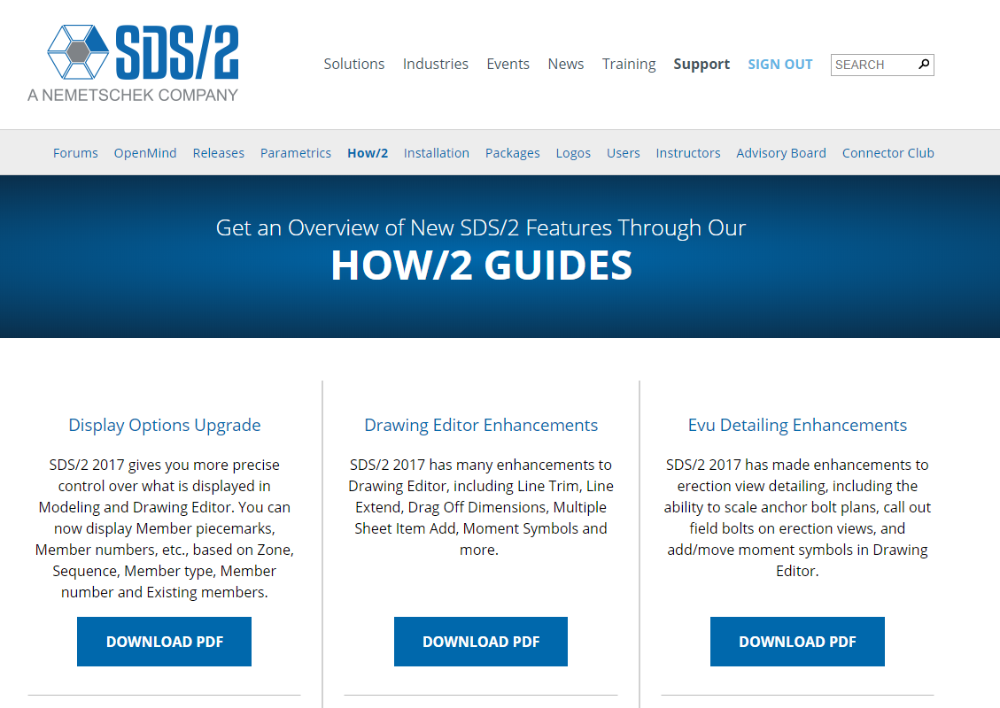 SDS/2
A NEMETSCHEK COMPANY
Solutions Industries Events News Training Support SIGN OUT SEARCH
Forums OpenMind Releases Parametrics How/2 Installation Packages Logos Users Instructors Advisory Board Connector Club
Get an Overview of New SDS/2 Features Through Our
HOW/2 GUIDES
Display Options Upgrade
SDS/2 2017 gives you more precise
control over what is displayed in
Modeling and Drawing Editor. You can
now display Member piecemarks,
Member numbers, etc., based on Zone,
Sequence, Member type, Member
number and Existing members.
DOWNLOAD PDF
Drawing Editor Enhancements
SDS/2 2017 has many enhancements to
Drawing Editor, including Line Trim, Line
Extend, Drag Off Dimensions, Multiple
Sheet Item Add, Moment Symbols and
more.
DOWNLOAD PDF
Evu Detailing Enhancements
SDS/2 2017 has made enhancements to
erection view detailing, including the
ability to scale anchor bolt plans, call out
field bolts on erection views, and
add/move moment symbols in Drawing
Editor.
DOWNLOAD PDF